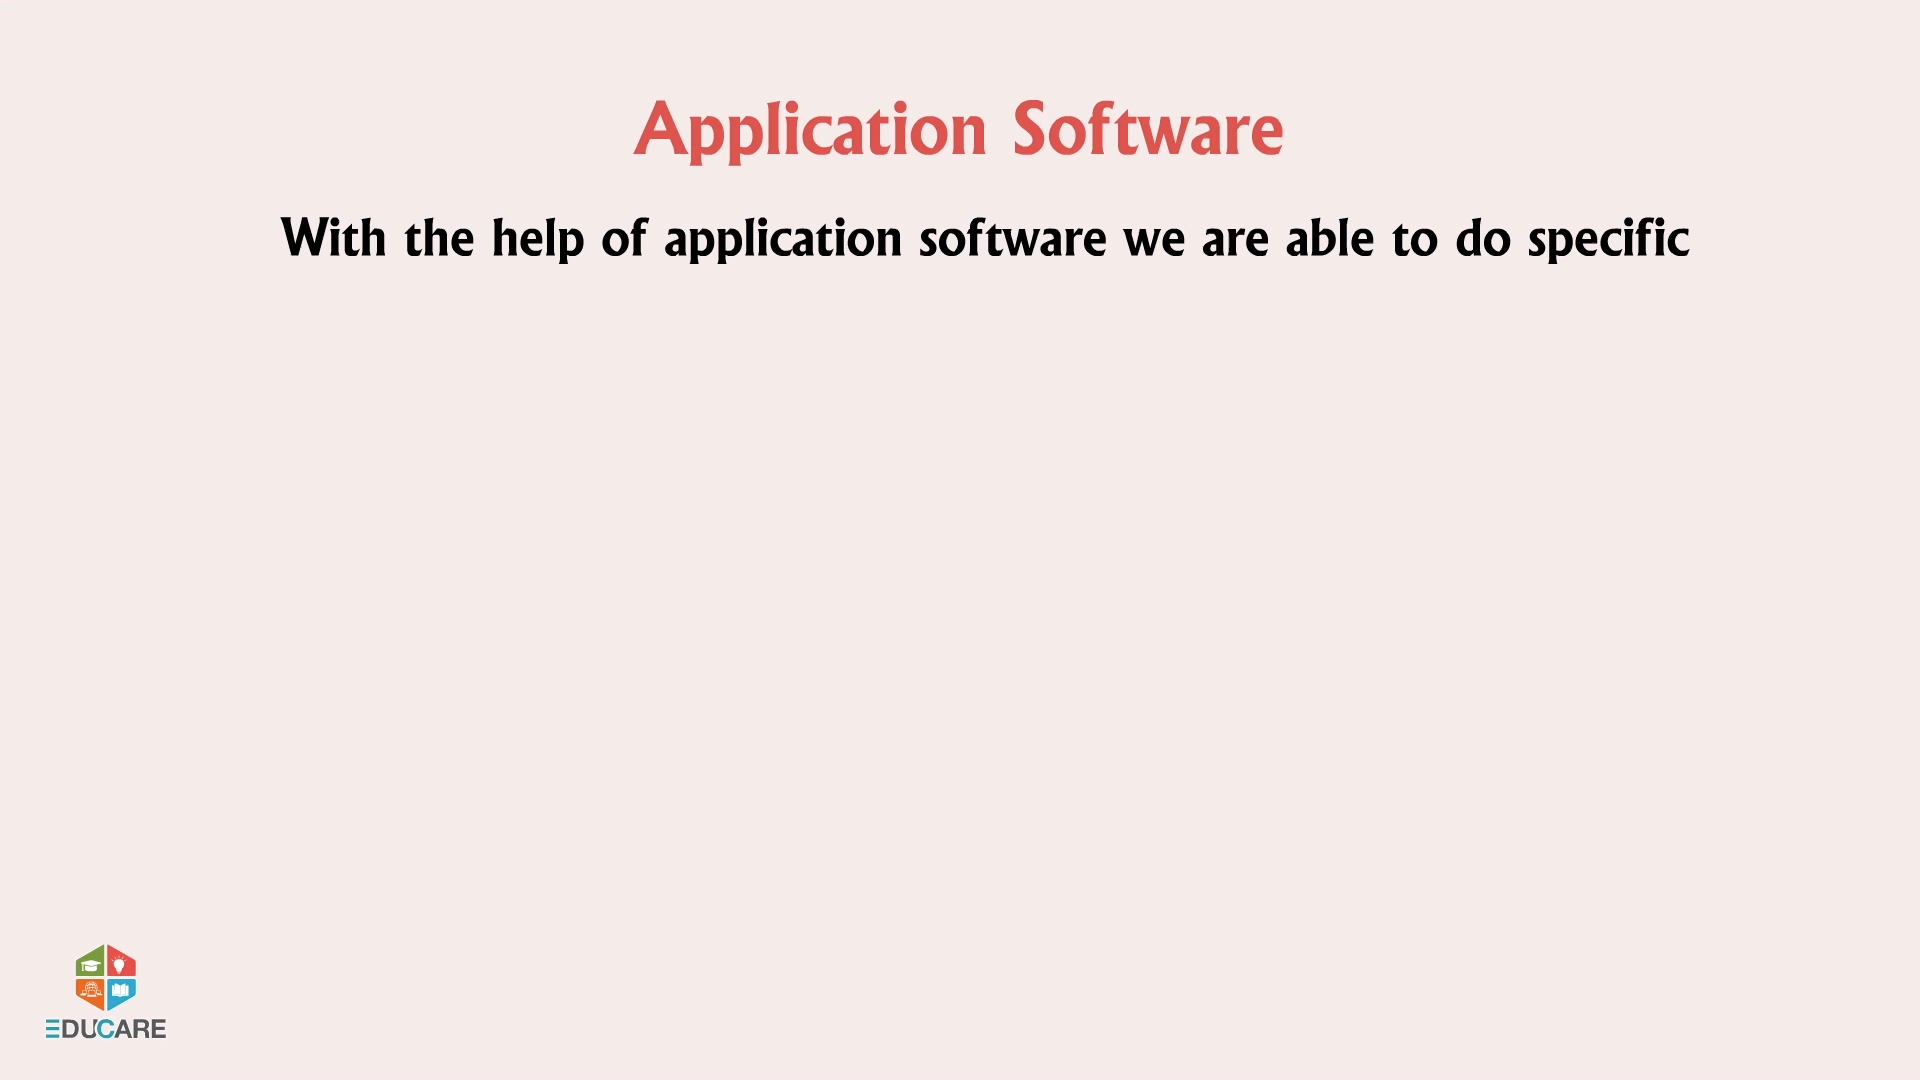 Application Software
With the help of application software we are able to do specific
EDUCARE